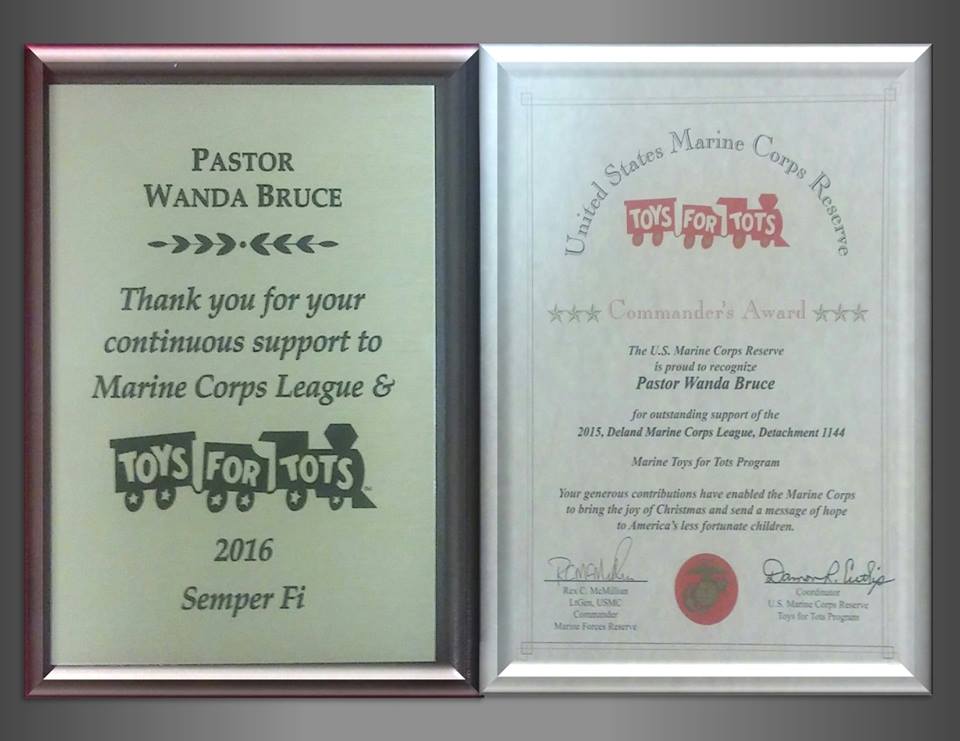 PASTOR
WANDA BRUCE
Thank you for your
continuous support to
Marine Corps League &
TOYS FOR TOTS
2016
Semper Fi
United States Marine Corps Reserve
TOYS FOR TOTS
Commander's Award
The U.S. Marine Corps Reserve
is proud to recognize
Pastor Wanda Bruce
for outstanding support of the
2015, Deland Marine Corps League, Detachment 1144
Marine Toys for Tots Program
Your generous contributions have enabled the Marine Corps
to bring the joy of Christmas and send a message of hope
to America's less fortunate children.
Rex C. McMillian
LtGen, USMC
Commander
Marine Forces Reserve
Coordinator
U.S. Marine Corps Reserve
Toys for Tots Program